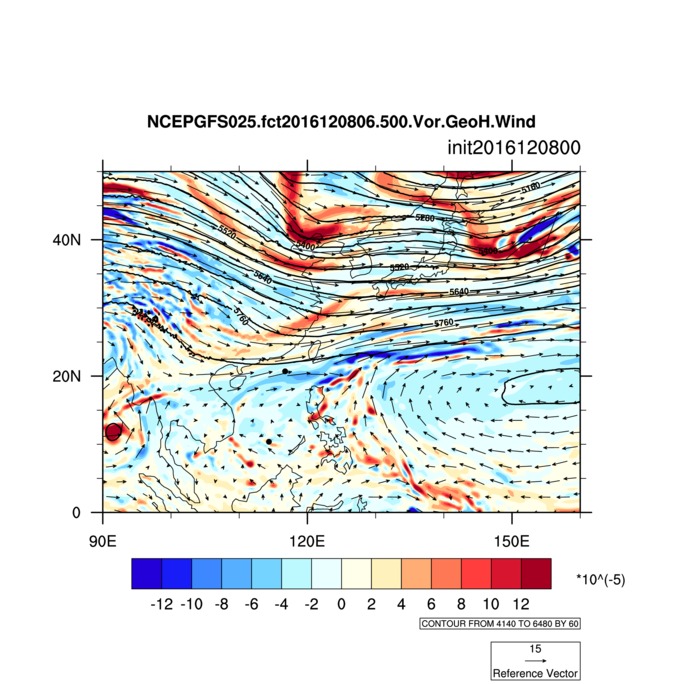 NCEPGFS025.fct2016120806.500.Vor.GeoH.Wind
init2016120800
5160
5280
5400
5520
5520
40N
5640
5640
5760
5760
20N
0
90E 120E 150E
-12 -10 -8 -6 -4 -2 0 2 4 6 8 10 12
*10^(-5)
CONTOUR FROM 4140 TO 6480 BY 60
15
Reference Vector